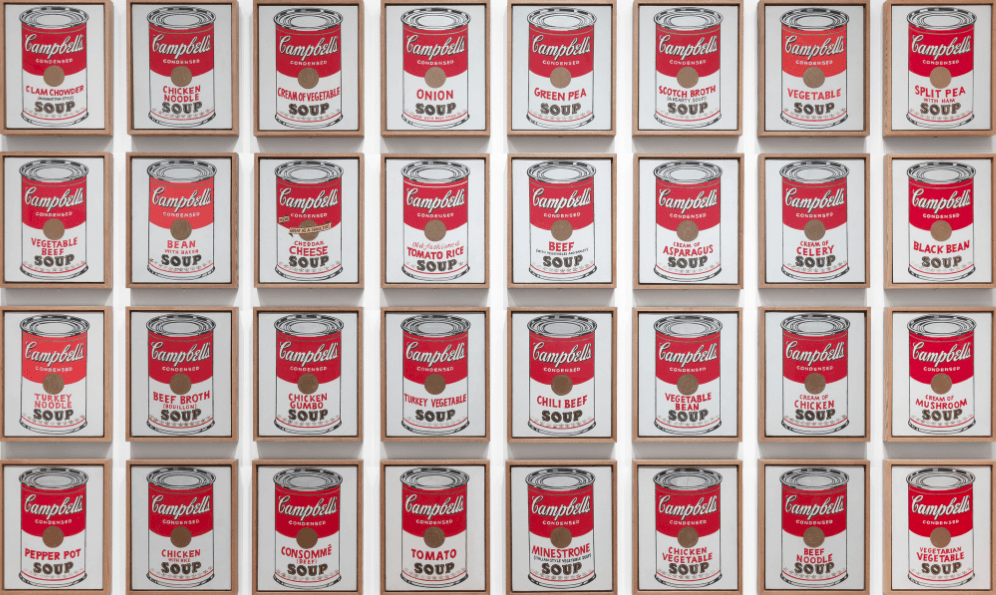 Campbell's
CONDENSED
CLAM CHOWDER
(MANHATTAN STYLE)
SOUP
Campbell's
CONDENSED
CHICKEN
NOODLE
SOUP
Campbell's
CONDENSED
CREAM OF VEGETABLE
SOUP
Campbell's
CONDENSED
ONION
SOUP
Campbell's
CONDENSED
GREEN PEA
SOUP
Campbell's
CONDENSED
SCOTCH BROTH
(A HEARTY SOUP)
SOUP
Campbell's
CONDENSED
VEGETABLE
SOUP
Campbell's
CONDENSED
SPLIT PEA
WITH HAM
SOUP
Campbell's
CONDENSED
VEGETABLE
BEEF
SOUP
Campbell's
CONDENSED
BEAN
WITH BACON
SOUP
Campbell's
CONDENSED
CHEDDAR
CHEESE
SOUP
Campbell's
CONDENSED
Old-fashioned
TOMATO RICE
SOUP
Campbell's
CONDENSED
BEEF
SOUP
Campbell's
CONDENSED
CREAM OF
ASPARAGUS
SOUP
Campbell's
CONDENSED
CREAM OF
CELERY
SOUP
Campbell's
CONDENSED
BLACK BEAN
SOUP
Campbell's
CONDENSED
TURKEY
NOODLE
SOUP
Campbell's
CONDENSED
BEEF BROTH
(BOUILLON)
SOUP
Campbell's
CONDENSED
CHICKEN
GUMBO
SOUP
Campbell's
CONDENSED
TURKEY VEGETABLE
SOUP
Campbell's
CONDENSED
CHILI BEEF
SOUP
Campbell's
CONDENSED
VEGETABLE
BEAN
SOUP
Campbell's
CONDENSED
CREAM OF
CHICKEN
SOUP
Campbell's
CONDENSED
CREAM OF
MUSHROOM
SOUP
Campbell's
CONDENSED
PEPPER POT
SOUP
Campbell's
CONDENSED
CHICKEN
WITH RICE
SOUP
Campbell's
CONDENSED
CONSOMMÉ
(BEEF)
SOUP
Campbell's
CONDENSED
TOMATO
SOUP
Campbell's
CONDENSED
MINESTRONE
SOUP
Campbell's
CONDENSED
CHICKEN
VEGETABLE
SOUP
Campbell's
CONDENSED
BEEF
NOODLE
SOUP
Campbell's
CONDENSED
VEGETARIAN
VEGETABLE
SOUP